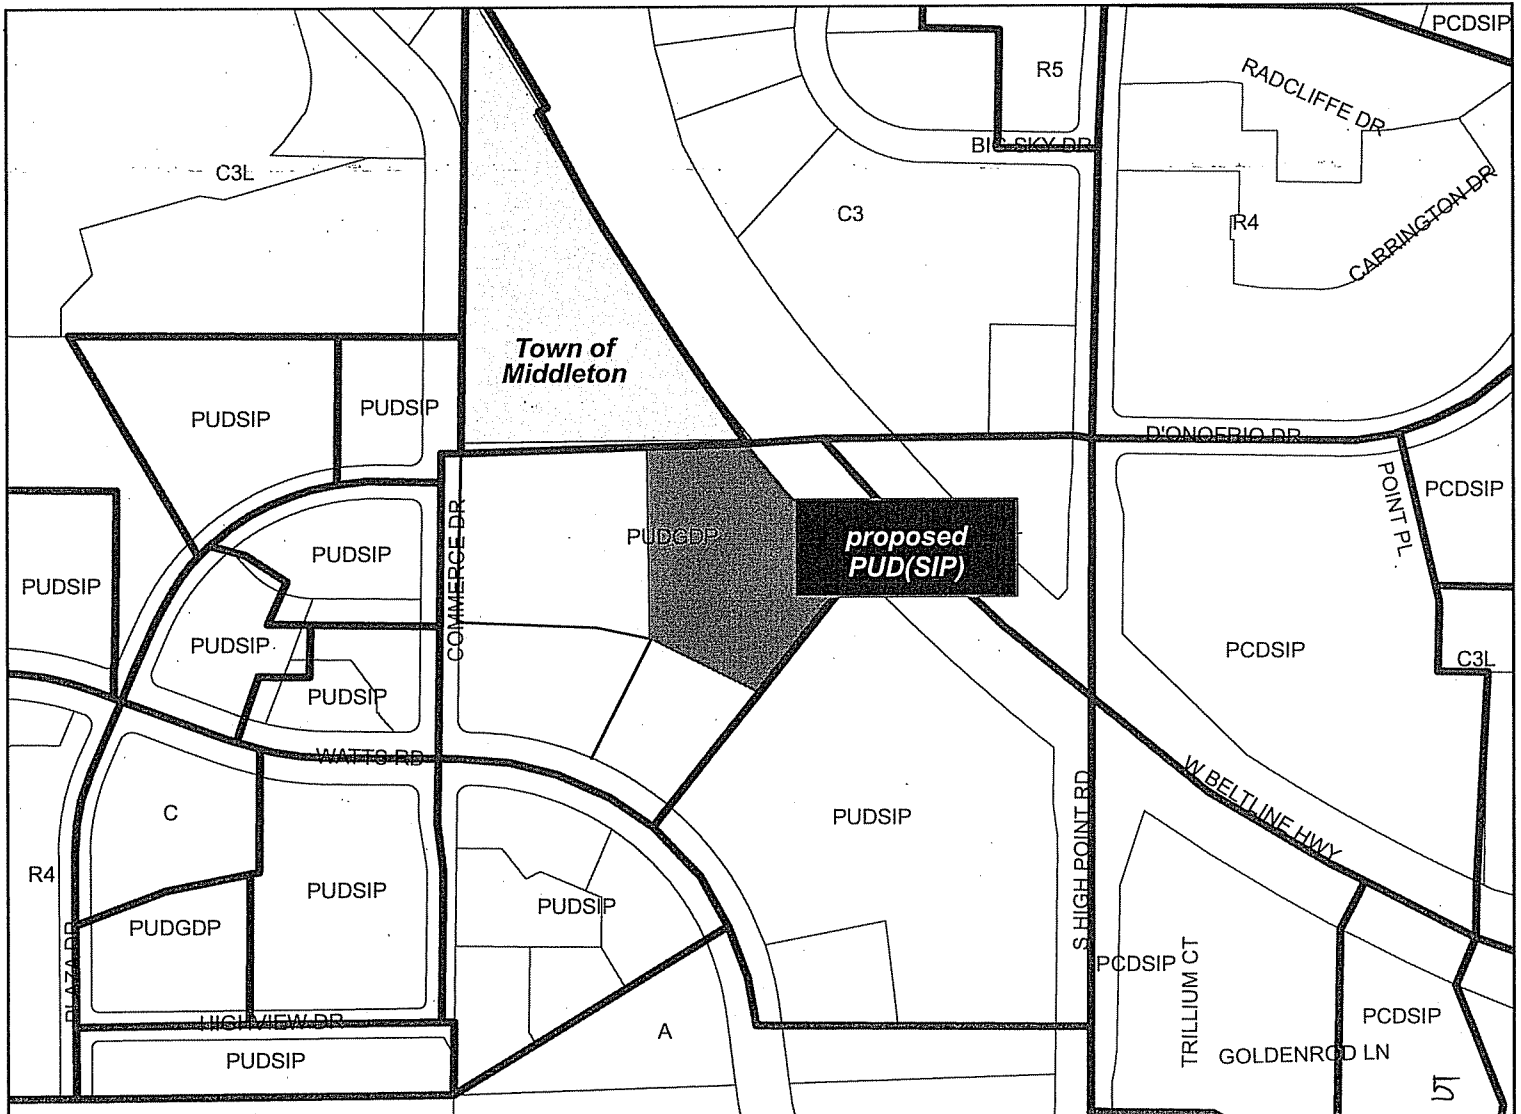 PCDSIP
R5
RADCLIFFE DR
BIG SKY DR
C3L
CARRINGTON DR
C3
R4
Town of
Middleton
PUDSIP
PUDSIP
D'ONOFRIO DR
POINT PL
PCDSIP
COMMERCE DR
PUDGDP
proposed
PUD(SIP)
PUDSIP
PUDSIP
PUDSIP
PCDSIP
C3L
PUDSIP
WATTS RD
W BELTLINE HWY
C
PUDSIP
S HIGH POINT RD
R4
PUDSIP
PUDSIP
PUDGDP
PLAZA DR
PCDSIP
TRILLIUM CT
HIGHVIEW DR
A
PCDSIP
GOLDENROD LN
PUDSIP